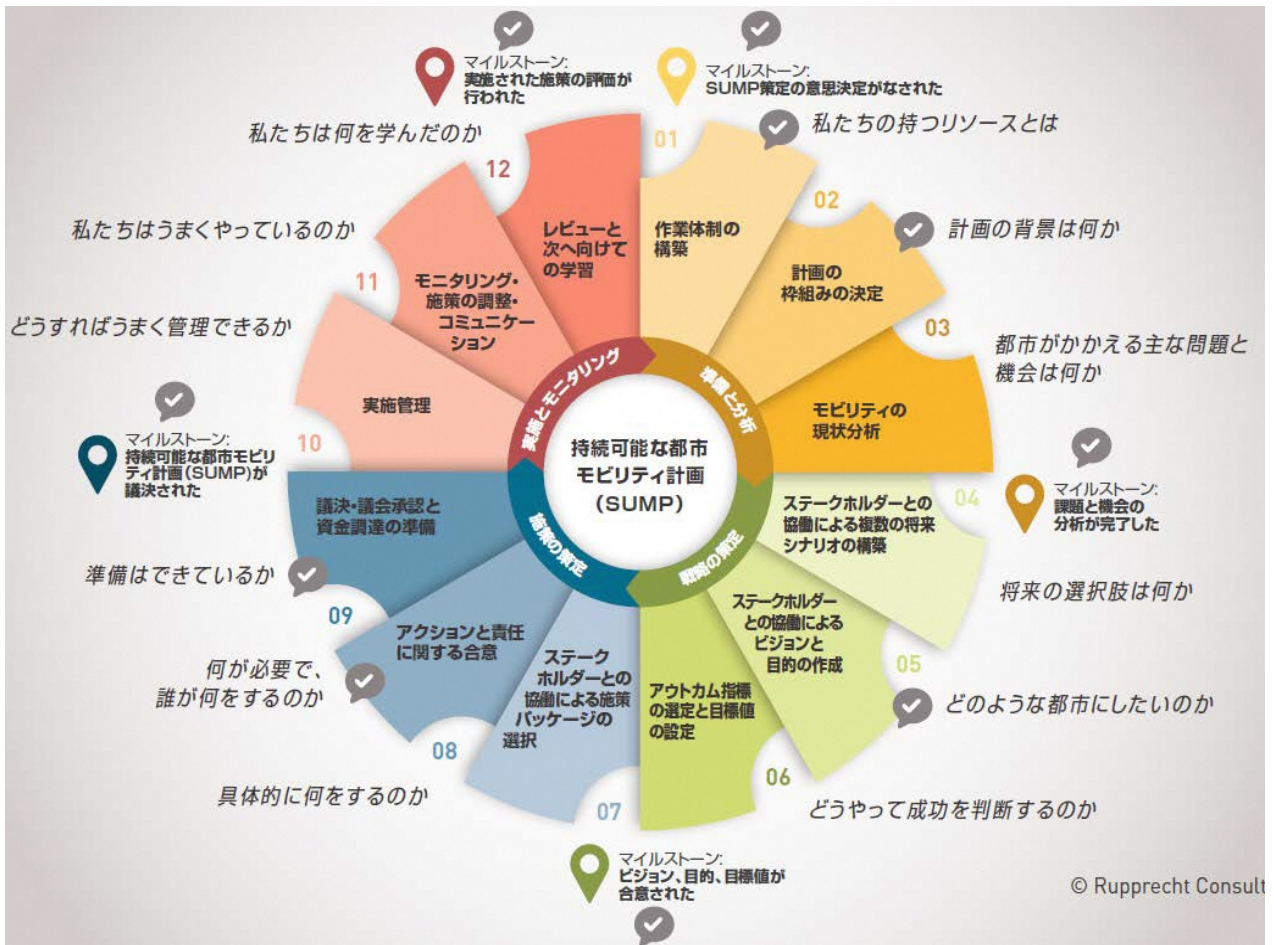 マイルストーン:
実施された施策の評価が
行われた
マイルストーン:
SUMP策定の意思決定がなされた
01
私たちの持つリソースとは
作業体制の
構築
02
計画の背景は何か
計画の
枠組みの決定
03
都市がかかえる主な問題と
機会は何か
モビリティの
現状分析
マイルストーン:
課題と機会の
分析が完了した
04
ステークホルダーとの
協働による複数の将来
シナリオの構築
将来の選択肢は何か
05
ステークホルダー
との協働による
ビジョンと
目的の作成
どのような都市にしたいのか
06
アウトカム指標
の選定と目標値
の設定
どうやって成功を判断するのか
マイルストーン:
ビジョン、目的、目標値が
合意された
07
ステーク
ホルダーとの
協働による施策
パッケージの
選択
具体的に何をするのか
08
アクションと責任
に関する合意
何が必要で、
誰が何をするのか
09
議決・議会承認と
資金調達の準備
準備はできているか
マイルストーン:
持続可能な都市モビリ
ティ計画(SUMP)が
議決された
10
実施管理
どうすればうまく管理できるか
11
モニタリング・
施策の調整・
コミュニケー
ション
私たちはうまくやっているのか
12
レビューと
次へ向けて
の学習
私たちは何を学んだのか
準備と分析
戦略の策定
施策の策定
実施とモニタリング
持続可能な都市
モビリティ計画
(SUMP)
© Rupprecht Consult